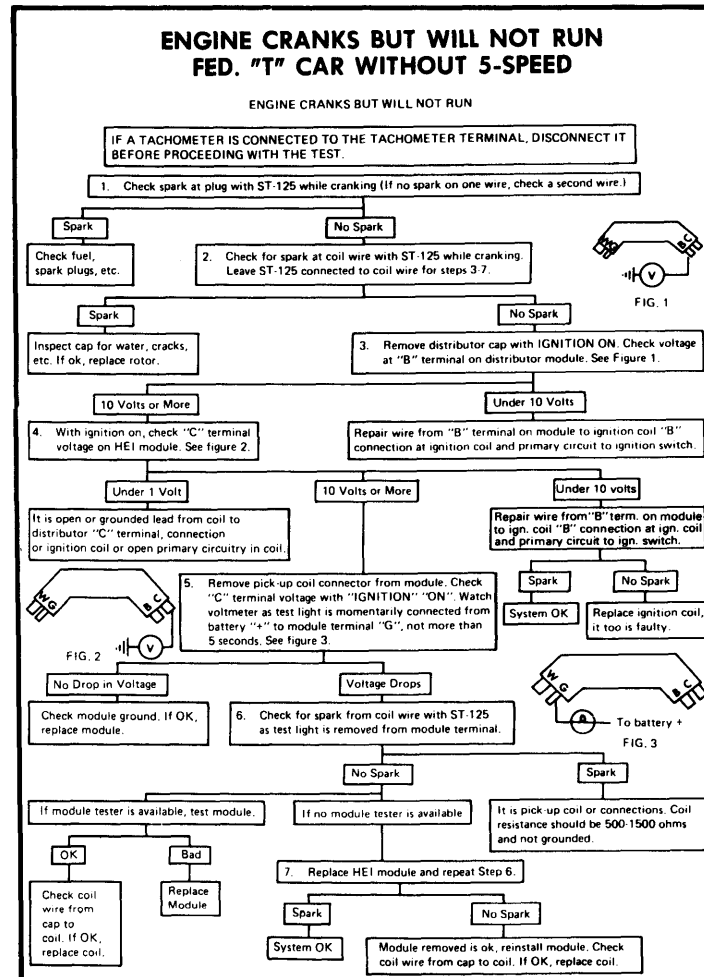 ENGINE CRANKS BUT WILL NOT RUN
FED. "T" CAR WITHOUT 5-SPEED
ENGINE CRANKS BUT WILL NOT RUN
IF A TACHOMETER IS CONNECTED TO THE TACHOMETER TERMINAL, DISCONNECT IT
BEFORE PROCEEDING WITH THE TEST.
1. Check spark at plug with ST-125 while cranking (If no spark on one wire, check a second wire.)
Spark
No Spark
Check fuel,
spark plugs, etc.
2. Check for spark at coil wire with ST-125 while cranking.
Leave ST-125 connected to coil wire for steps 3-7.
W G
B C
V
FIG. 1
Spark
No Spark
Inspect cap for water, cracks,
etc. If ok, replace rotor.
3. Remove distributor cap with IGNITION ON. Check voltage
at "B" terminal on distributor module. See Figure 1.
10 Volts or More
Under 10 Volts
4. With ignition on, check "C" terminal
voltage on HEI module. See figure 2.
Repair wire from "B" terminal on module to ignition coil "B"
connection at ignition coil and primary circuit to ignition switch.
Under 1 Volt
10 Volts or More
Under 10 volts
It is open or grounded lead from coil to
distributor "C" terminal, connection
or ignition coil or open primary circuitry in coil.
Repair wire from "B" term. on module
to ign. coil "B" connection at ign. coil
and primary circuit to ign. switch.
Spark
No Spark
System OK
Replace ignition coil,
it too is faulty.
W G
B C
V
FIG. 2
5. Remove pick-up coil connector from module. Check
"C" terminal voltage with "IGNITION" "ON". Watch
voltmeter as test light is momentarily connected from
battery "+" to module terminal "G", not more than
5 seconds. See figure 3.
No Drop in Voltage
Voltage Drops
Check module ground. If OK,
replace module.
6. Check for spark from coil wire with ST-125
as test light is removed from module terminal.
W G
B C
To battery +
FIG. 3
No Spark
Spark
If module tester is available, test module.
If no module tester is available
It is pick-up coil or connections. Coil
resistance should be 500-1500 ohms
and not grounded.
OK
Bad
Check coil
wire from
cap to
coil. If OK,
replace coil.
Replace
Module
7. Replace HEI module and repeat Step 6.
Spark
No Spark
System OK
Module removed is ok, reinstall module. Check
coil wire from cap to coil. If OK, replace coil.